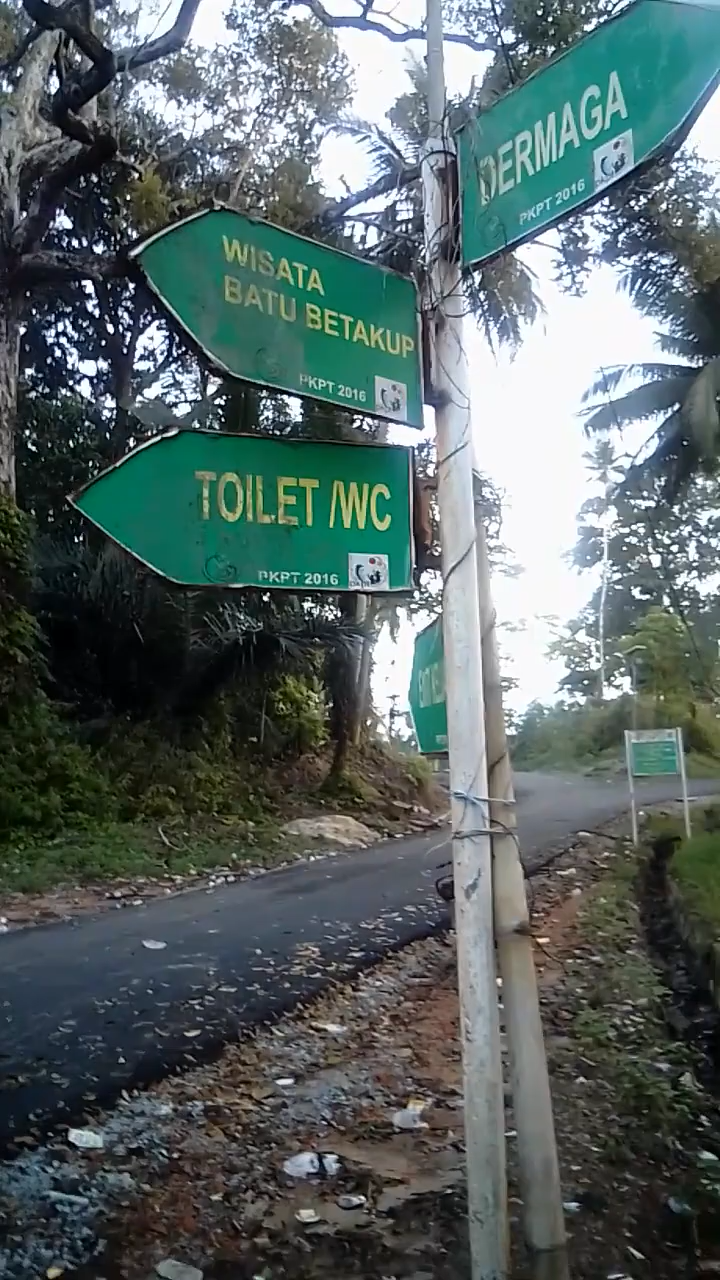 DERMAGA
PKPT 2016
WISATA
BATU BETAKUP
PKPT 2016
TOILET /WC
PKPT 2016